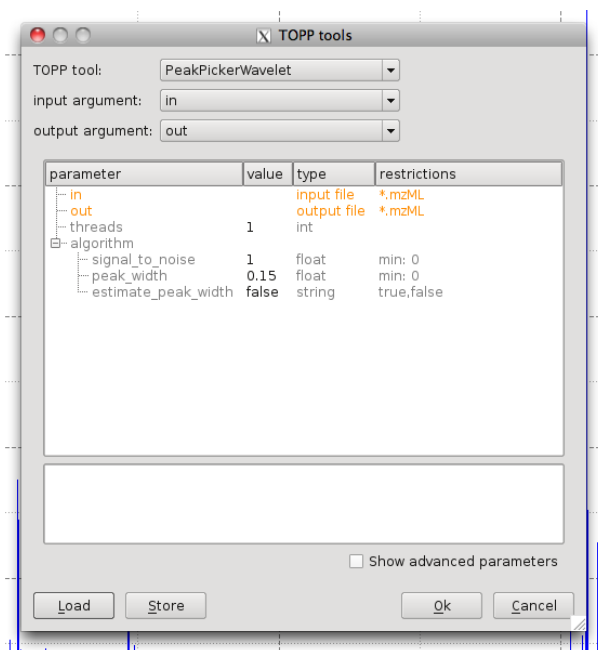 TOPP tools
TOPP tool: PeakPickerWavelet
input argument: in
output argument: out
parameter value type restrictions
in input file *.mzML
out output file *.mzML
threads 1 int
algorithm
signal_to_noise 1 float min: 0
peak_width 0.15 float min: 0
estimate_peak_width false string true,false
Show advanced parameters
Load Store Ok Cancel